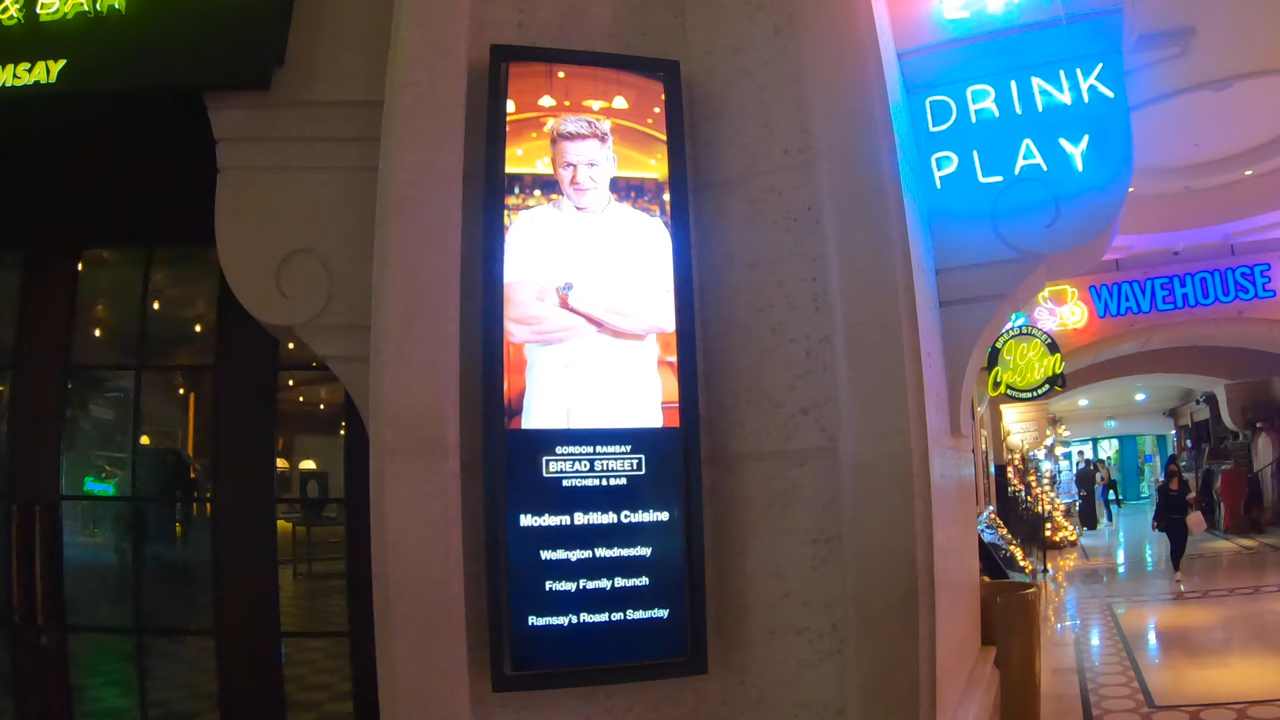 & BAR
MSAY
GORDON RAMSAY
BREAD STREET
KITCHEN & BAR
Modern British Cuisine
Wellington Wednesday
Friday Family Brunch
Ramsay's Roast on Saturday
DRINK
PLAY
WAVEHOUSE
BREAD STREET
Ice
Cream
KITCHEN & BAR